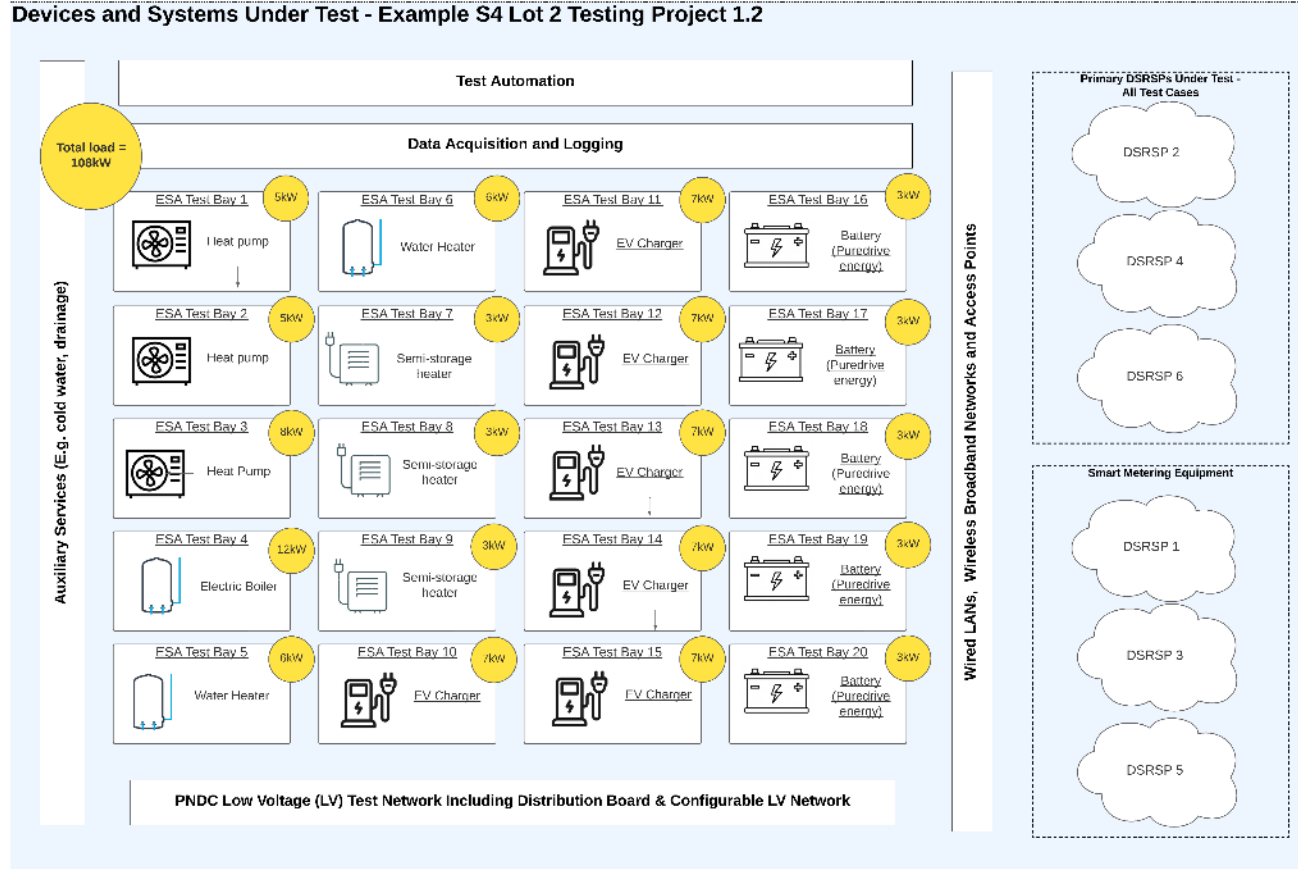 Devices and Systems Under Test - Example S4 Lot 2 Testing Project 1.2
Auxiliary Services (E.g. cold water, drainage)
Total load =
108kW
Test Automation
Data Acquisition and Logging
ESA Test Bay 1
5kW
Heat pump
ESA Test Bay 6
6kW
Water Heater
ESA Test Bay 11
7kW
EV Charger
ESA Test Bay 16
3kW
Battery
(Puredrive
energy)
ESA Test Bay 2
5kW
Heat pump
ESA Test Bay 7
3kW
Semi-storage
heater
ESA Test Bay 12
7kW
EV Charger
ESA Test Bay 17
3kW
Battery
(Puredrive
energy)
ESA Test Bay 3
8kW
Heat Pump
ESA Test Bay 8
3kW
Semi-storage
heater
ESA Test Bay 13
7kW
EV Charger
ESA Test Bay 18
3kW
Battery
(Puredrive
energy)
ESA Test Bay 4
12kW
Electric Boiler
ESA Test Bay 9
3kW
Semi-storage
heater
ESA Test Bay 14
7kW
EV Charger
ESA Test Bay 19
3kW
Battery
(Puredrive
energy)
ESA Test Bay 5
6kW
Water Heater
ESA Test Bay 10
7kW
EV Charger
ESA Test Bay 15
7kW
EV Charger
ESA Test Bay 20
3kW
Battery
(Puredrive
energy)
PNDC Low Voltage (LV) Test Network Including Distribution Board & Configurable LV Network
Wired LANs, Wireless Broadband Networks and Access Points
Primary DSRSPs Under Test -
All Test Cases
DSRSP 2
DSRSP 4
DSRSP 6
Smart Metering Equipment
DSRSP 1
DSRSP 3
DSRSP 5